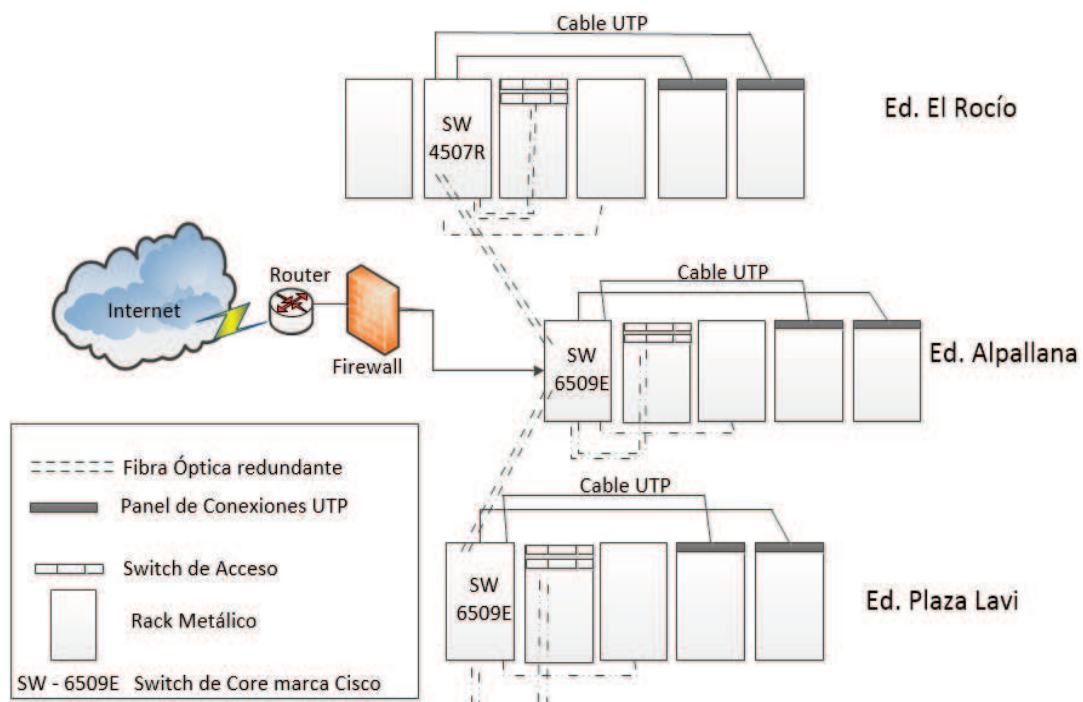 Cable UTP
SW
4507R
Ed. El Rocío
Internet
Router
Firewall
Cable UTP
SW
6509E
Ed. Alpallana
Fibra Óptica redundante
Panel de Conexiones UTP
Switch de Acceso
Rack Metálico
SW - 6509E Switch de Core marca Cisco
Cable UTP
SW
6509E
Ed. Plaza Lavi